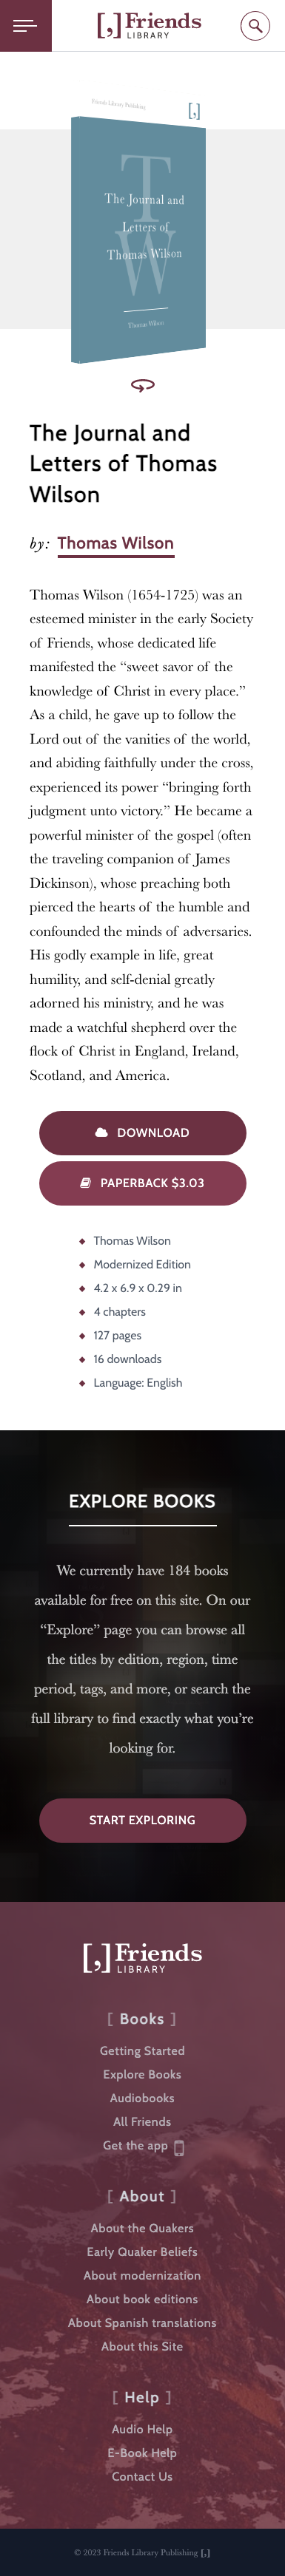 [,] Friends
LIBRARY
Friends Library Publishing
[,]
T
W
The Journal and
Letters of
Thomas Wilson
Thomas Wilson
The Journal and
Letters of Thomas
Wilson
by: Thomas Wilson
Thomas Wilson (1654-1725) was an
esteemed minister in the early Society
of Friends, whose dedicated life
manifested the “sweet savor of the
knowledge of Christ in every place.”
As a child, he gave up to follow the
Lord out of the vanities of the world,
and abiding faithfully under the cross,
experienced its power “bringing forth
judgment unto victory.” He became a
powerful minister of the gospel (often
the traveling companion of James
Dickinson), whose preaching both
pierced the hearts of the humble and
confounded the minds of adversaries.
His godly example in life, great
humility, and self-denial greatly
adorned his ministry, and he was
made a watchful shepherd over the
flock of Christ in England, Ireland,
Scotland, and America.
DOWNLOAD
PAPERBACK $3.03
Thomas Wilson
Modernized Edition
4.2 x 6.9 x 0.29 in
4 chapters
127 pages
16 downloads
Language: English
EXPLORE BOOKS
We currently have 184 books
available for free on this site. On our
“Explore” page you can browse all
the titles by edition, region, time
period, tags, and more, or search the
full library to find exactly what you’re
looking for.
START EXPLORING
[,] Friends
LIBRARY
[ Books ]
Getting Started
Explore Books
Audiobooks
All Friends
Get the app
[ About ]
About the Quakers
Early Quaker Beliefs
About modernization
About book editions
About Spanish translations
About this Site
[ Help ]
Audio Help
E-Book Help
Contact Us
© 2023 Friends Library Publishing [,]